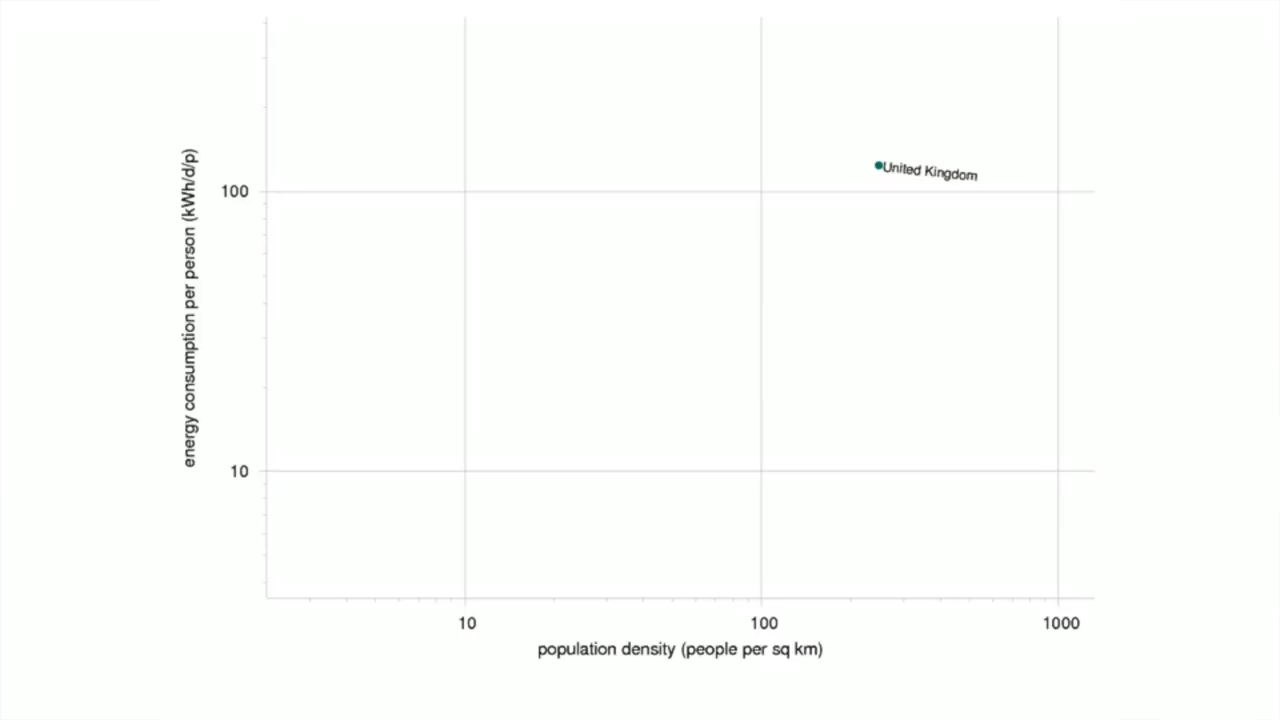 energy consumption per person (kWh/d/p)
100
10
United Kingdom
10
100
1000
population density (people per sq km)